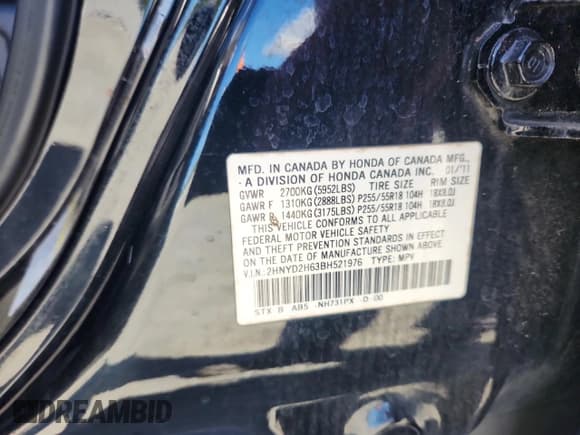 MFD. IN CANADA BY HONDA OF CANADA MFG.,
- A DIVISION OF HONDA CANADA INC. 01/'11
GVWR 2700KG(5952LBS) TIRE SIZE RIM SIZE
GAWR F 1310KG(2888LBS) P255/55R18 104H 18X8.0J
GAWR R 1440KG(3175LBS) P255/55R18 104H 18X8.0J
THIS VEHICLE CONFORMS TO ALL APPLICABLE
FEDERAL MOTOR VEHICLE SAFETY
AND THEFT PREVENTION STANDARDS IN EFFECT
ON THE DATE OF MANUFACTURE SHOWN ABOVE.
V.I.N.: 2HNYD2H63BH521976 TYPE: MPV
STX B AB5 NH731PX -D-00
DREAMBID